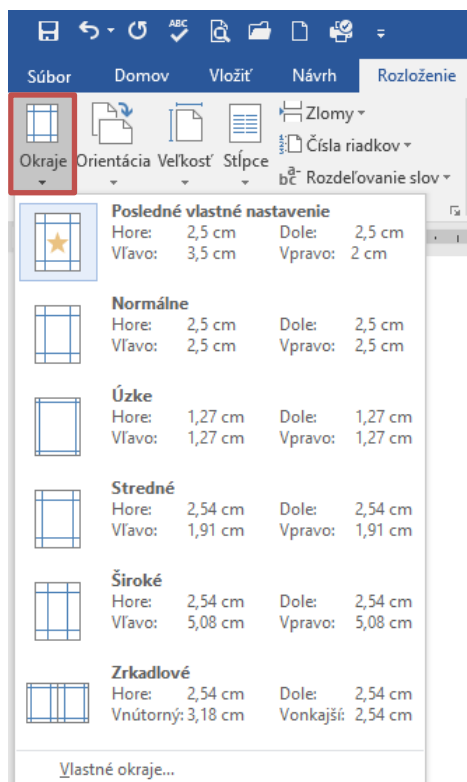 ABC
Súbor Domov Vložiť Návrh Rozloženie
Zlomy
Čísla riadkov
Okraje Orientácia Veľkosť Stĺpce
bc Rozdeľovanie slov
Posledné vlastné nastavenie
Hore: 2,5 cm Dole: 2,5 cm
Vľavo: 3,5 cm Vpravo: 2 cm
Normálne
Hore: 2,5 cm Dole: 2,5 cm
Vľavo: 2,5 cm Vpravo: 2,5 cm
Úzke
Hore: 1,27 cm Dole: 1,27 cm
Vľavo: 1,27 cm Vpravo: 1,27 cm
Stredné
Hore: 2,54 cm Dole: 2,54 cm
Vľavo: 1,91 cm Vpravo: 1,91 cm
Široké
Hore: 2,54 cm Dole: 2,54 cm
Vľavo: 5,08 cm Vpravo: 5,08 cm
Zrkadlové
Hore: 2,54 cm Dole: 2,54 cm
Vnútorný: 3,18 cm Vonkajší: 2,54 cm
Vlastné okraje...